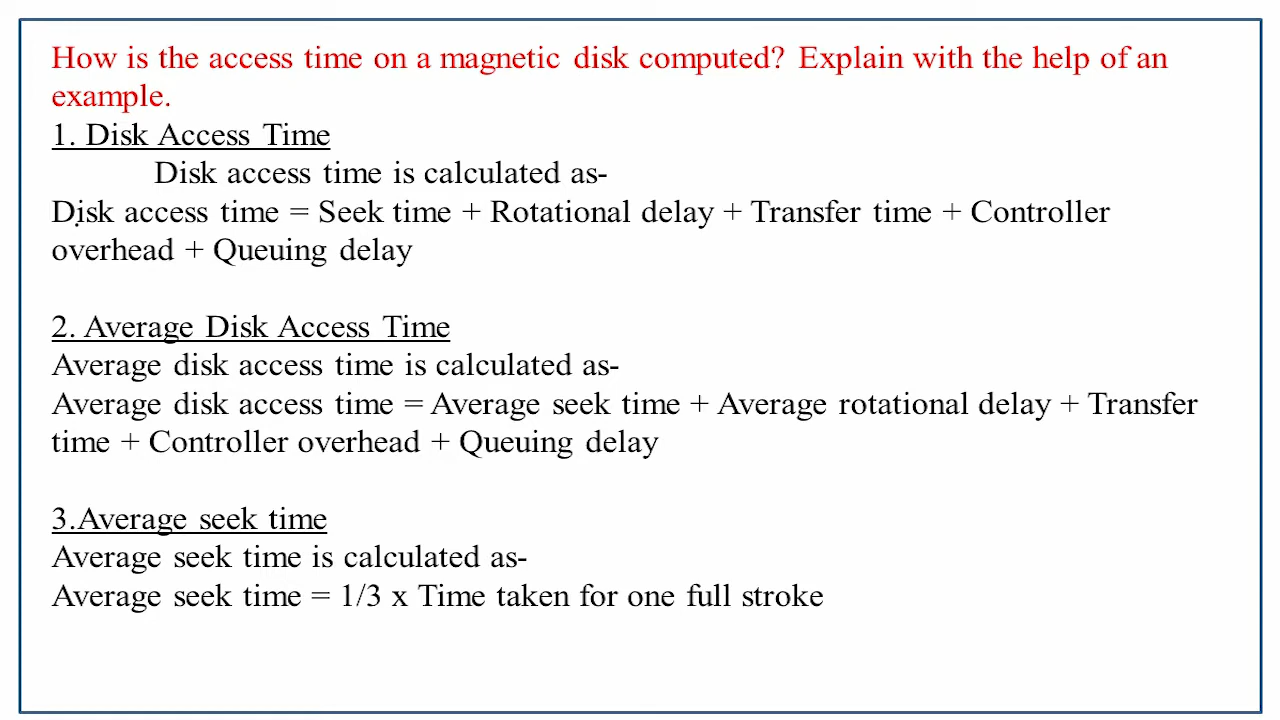 How is the access time on a magnetic disk computed? Explain with the help of an
example.
1. Disk Access Time
Disk access time is calculated as-
Disk access time = Seek time + Rotational delay + Transfer time + Controller
overhead + Queuing delay
2. Average Disk Access Time
Average disk access time is calculated as-
Average disk access time = Average seek time + Average rotational delay + Transfer
time + Controller overhead + Queuing delay
3.Average seek time
Average seek time is calculated as-
Average seek time = 1/3 x Time taken for one full stroke